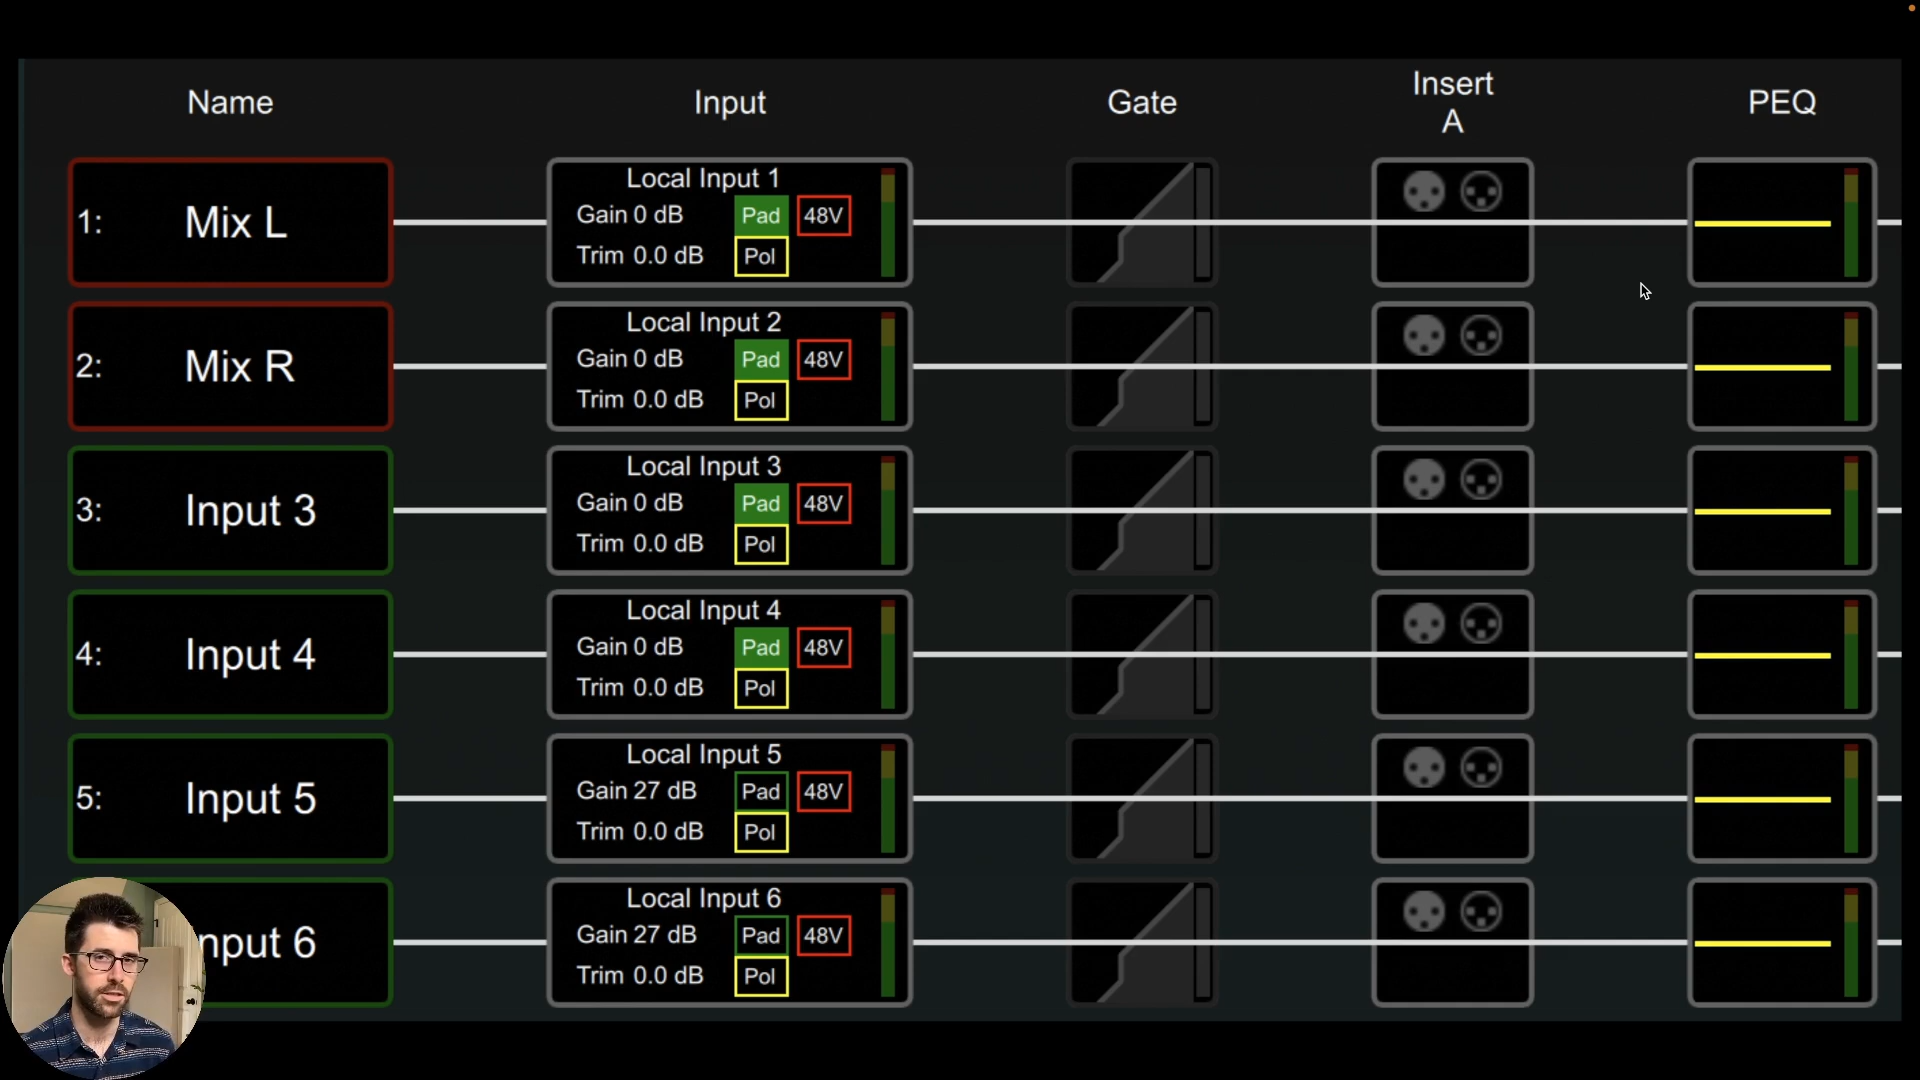 Name
Input
Gate
Insert
A
PEQ
1:
Mix L
Local Input 1
Gain 0 dB
Pad
48V
Trim 0.0 dB
Pol
2:
Mix R
Local Input 2
Gain 0 dB
Pad
48V
Trim 0.0 dB
Pol
3:
Input 3
Local Input 3
Gain 0 dB
Pad
48V
Trim 0.0 dB
Pol
4:
Input 4
Local Input 4
Gain 0 dB
Pad
48V
Trim 0.0 dB
Pol
5:
Input 5
Local Input 5
Gain 27 dB
Pad
48V
Trim 0.0 dB
Pol
nput 6
Local Input 6
Gain 27 dB
Pad
48V
Trim 0.0 dB
Pol